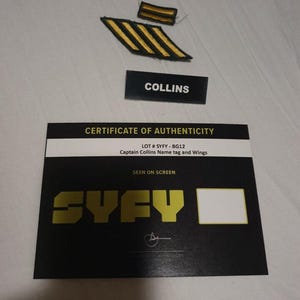 COLLINS
CERTIFICATE OF AUTHENTICITY
LOT # SYFY - BG12
Captain Collins Name tag and Wings
SEEN ON SCREEN
SYFY